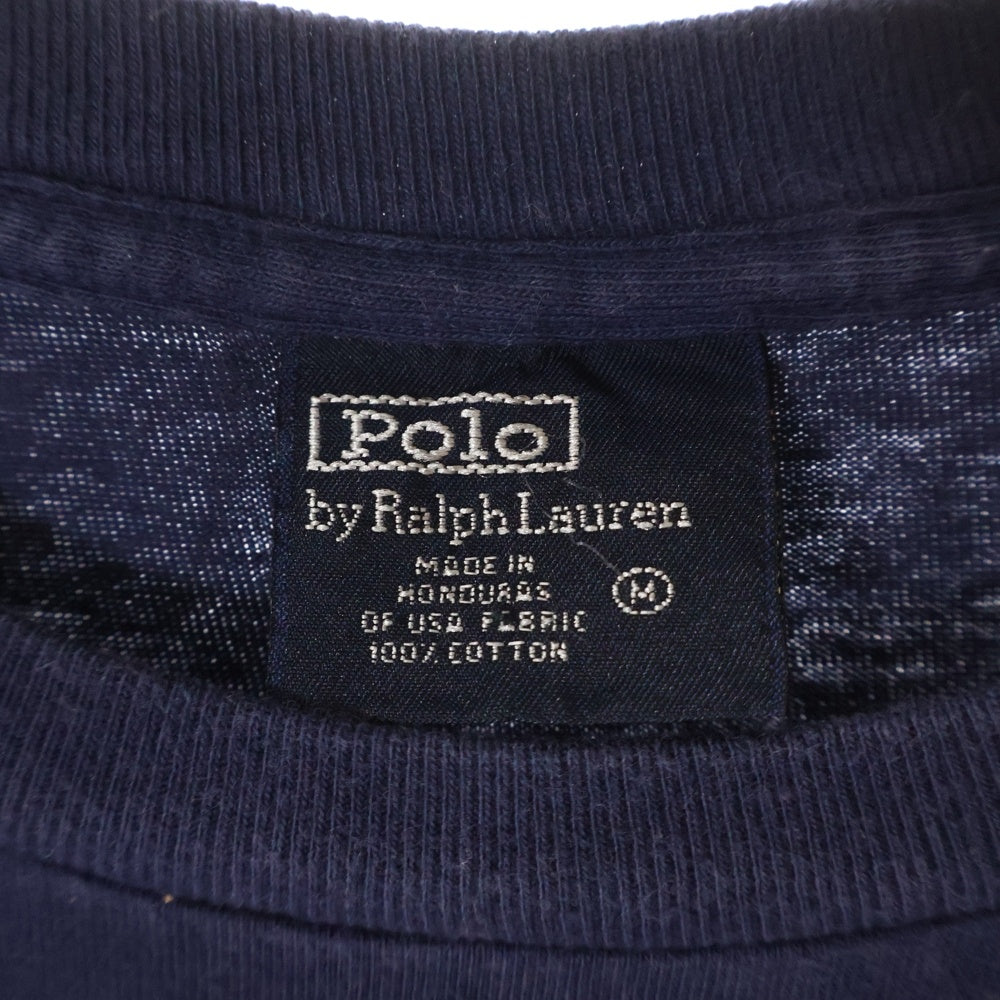 Polo
by Ralph Lauren
MADE IN
HONDURAS
OF USA FABRIC
100% COTTON
M